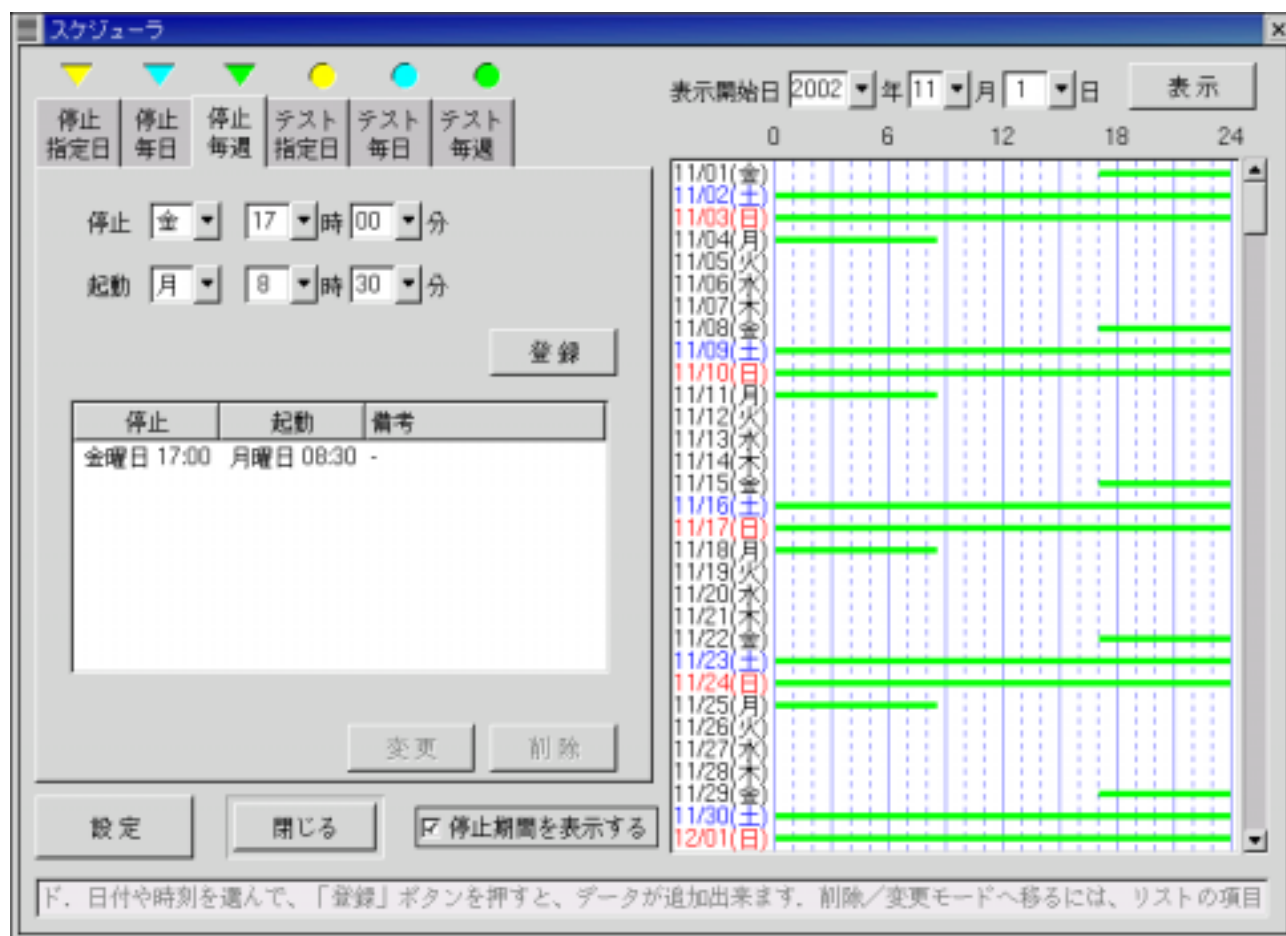 スケジューラ
停止 指定日
停止 毎日
停止 毎週
テスト 指定日
テスト 毎日
テスト 毎週
停止 金 17 時 00 分
起動 月 8 時 30 分
登録
停止 起動 備考
金曜日 17:00 月曜日 08:30 -
変更 削除
設定 閉じる 停止期間を表示する
表示開始日 2002 年 11 月 1 日 表示
0 6 12 18 24
11/01(金)
11/02(土)
11/03(日)
11/04(月)
11/05(火)
11/06(水)
11/07(木)
11/08(金)
11/09(土)
11/10(日)
11/11(月)
11/12(火)
11/13(水)
11/14(木)
11/15(金)
11/16(土)
11/17(日)
11/18(月)
11/19(火)
11/20(水)
11/21(木)
11/22(金)
11/23(土)
11/24(日)
11/25(月)
11/26(火)
11/27(水)
11/28(木)
11/29(金)
11/30(土)
12/01(日)
ド．日付や時刻を選んで、「登録」ボタンを押すと、データが追加出来ます．削除／変更モードへ移るには、リストの項目